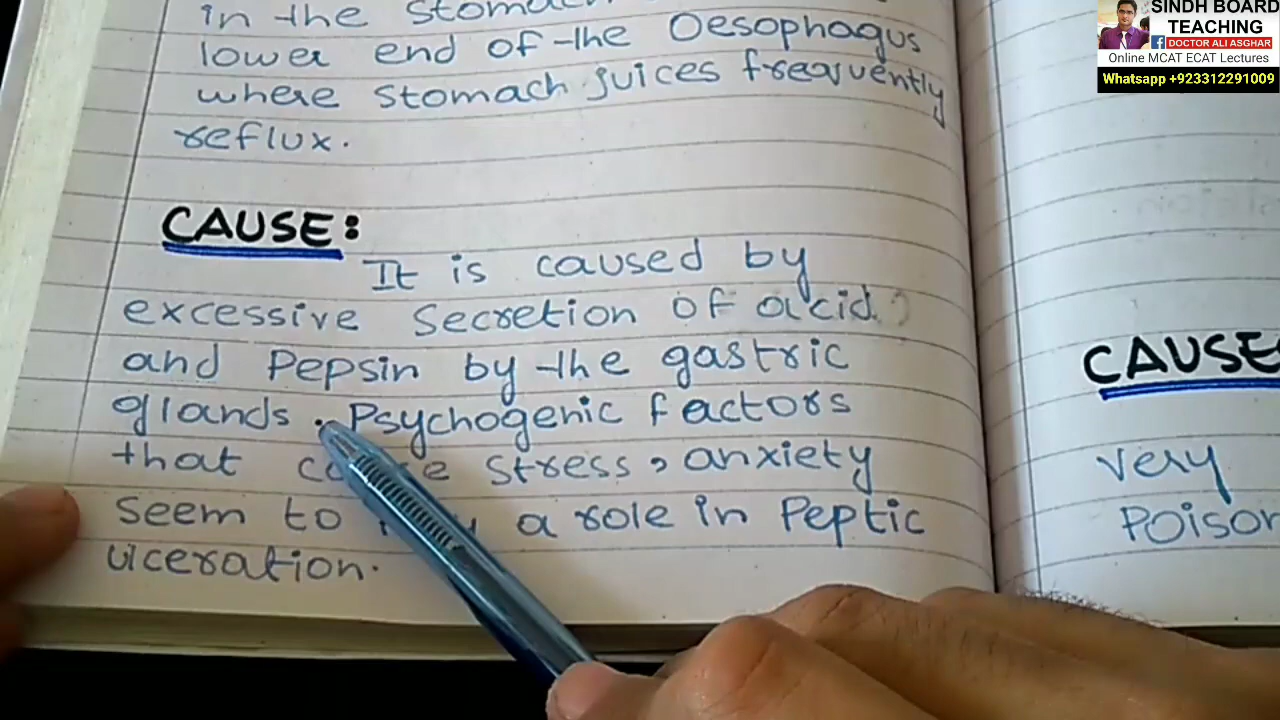 in the stomach
lower end of the Oesophagus
where stomach juices frequently
reflux.
CAUSE:
It is caused by
excessive secretion of acid
and Pepsin by the gastric
glands. Psychogenic factors
that stress, anxiety
seem to a role in Peptic
ulceration.
CAUSE
very
POISON
SINDH BOARD
TEACHING
f DOCTOR ALI ASGHAR
Online MCAT ECAT Lectures
Whatsapp +923312291009